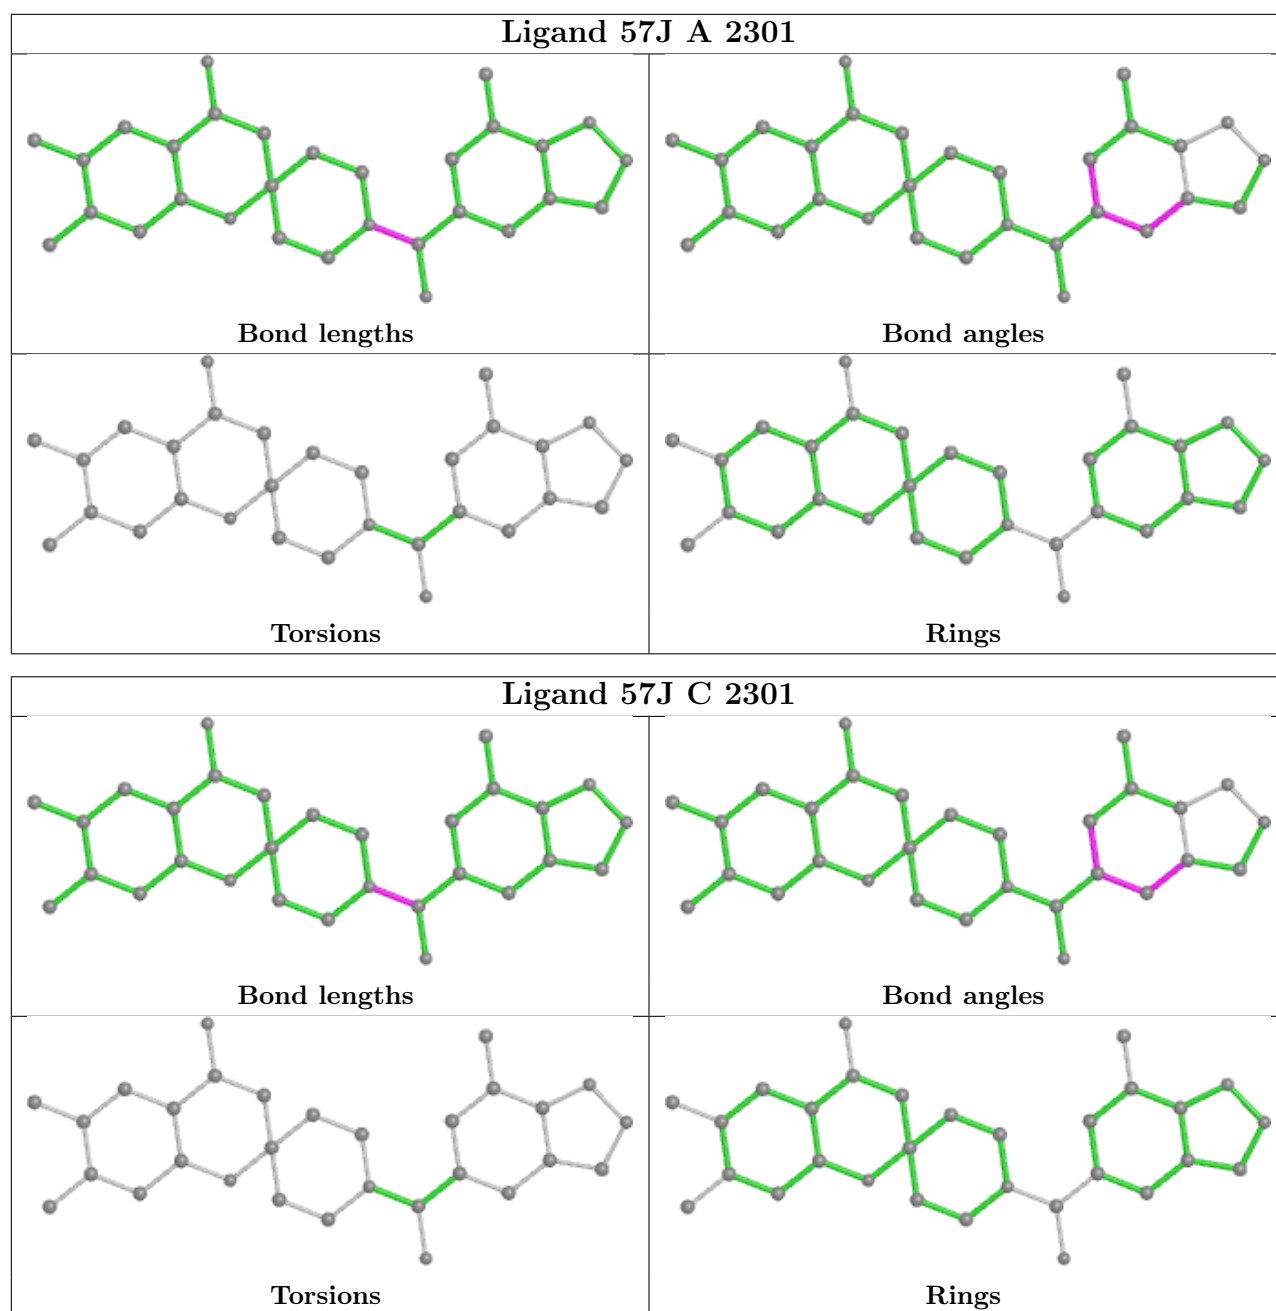 Ligand 57J A 2301
Bond lengths
Bond angles
Torsions
Rings
Ligand 57J C 2301
Bond lengths
Bond angles
Torsions
Rings